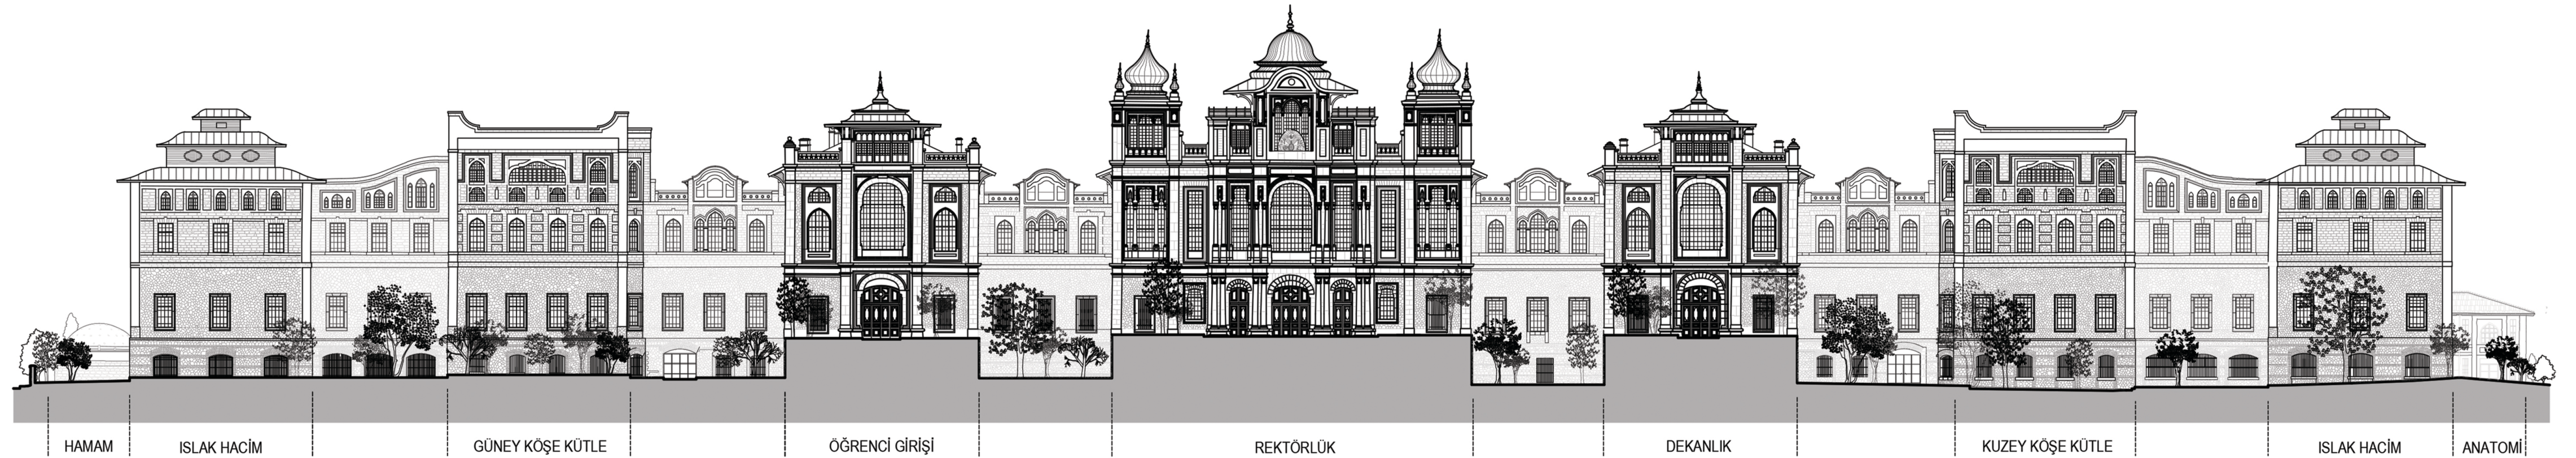 HAMAM
ISLAK HACİM
GÜNEY KÖŞE KÜTLE
ÖĞRENCİ GİRİŞİ
REKTÖRLÜK
DEKANLIK
KUZEY KÖŞE KÜTLE
ISLAK HACİM
ANATOMİ